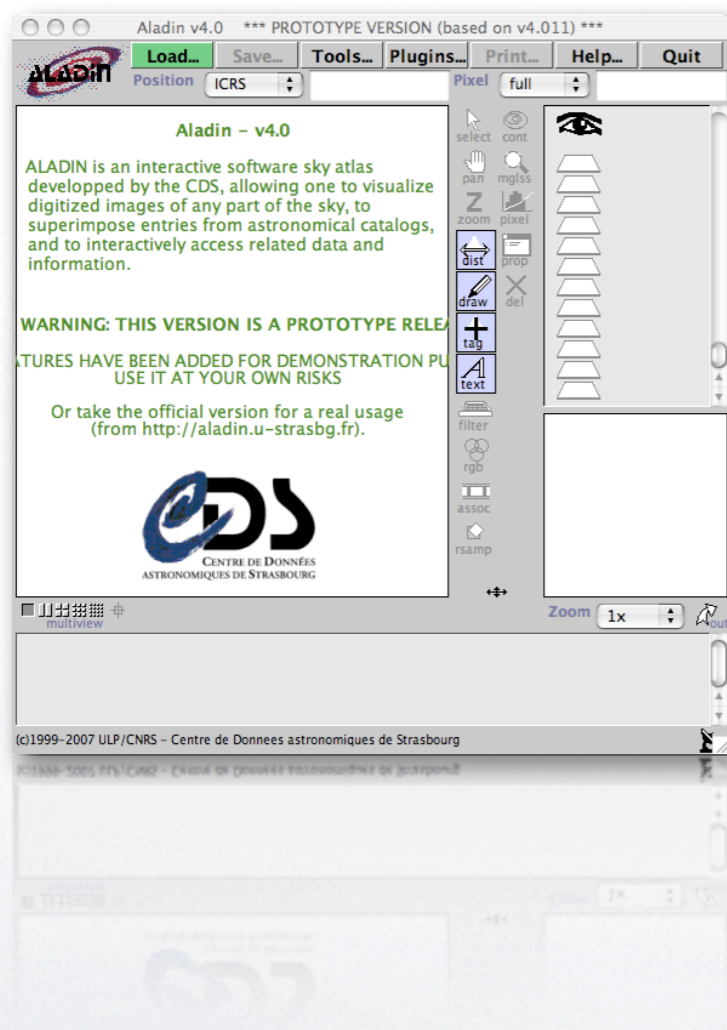 Aladin v4.0 *** PROTOTYPE VERSION (based on v4.011) ***
ALADIN
Load... Save... Tools... Plugins... Print... Help... Quit
Position ICRS Pixel full
Aladin – v4.0
ALADIN is an interactive software sky atlas
developped by the CDS, allowing one to visualize
digitized images of any part of the sky, to
superimpose entries from astronomical catalogs,
and to interactively access related data and
information.
WARNING: THIS VERSION IS A PROTOTYPE RELEA
TURES HAVE BEEN ADDED FOR DEMONSTRATION PU
USE IT AT YOUR OWN RISKS
Or take the official version for a real usage
(from http://aladin.u-strasbg.fr).
CDS
CENTRE DE DONNÉES
ASTRONOMIQUES DE STRASBOURG
select cont
pan mglss
Z
zoom pixel
dist prop
draw del
tag
A
text
filter
rgb
assoc
rsamp
multiview
Zoom 1x out
(c)1999-2007 ULP/CNRS - Centre de Donnees astronomiques de Strasbourg